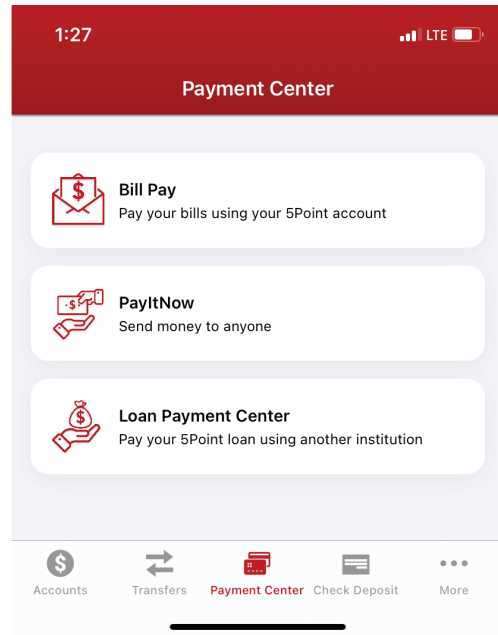 1:27
LTE
Payment Center
$
Bill Pay
Pay your bills using your 5Point account
$
PayItNow
Send money to anyone
$
Loan Payment Center
Pay your 5Point loan using another institution
$
Accounts
Transfers
Payment Center
Check Deposit
More